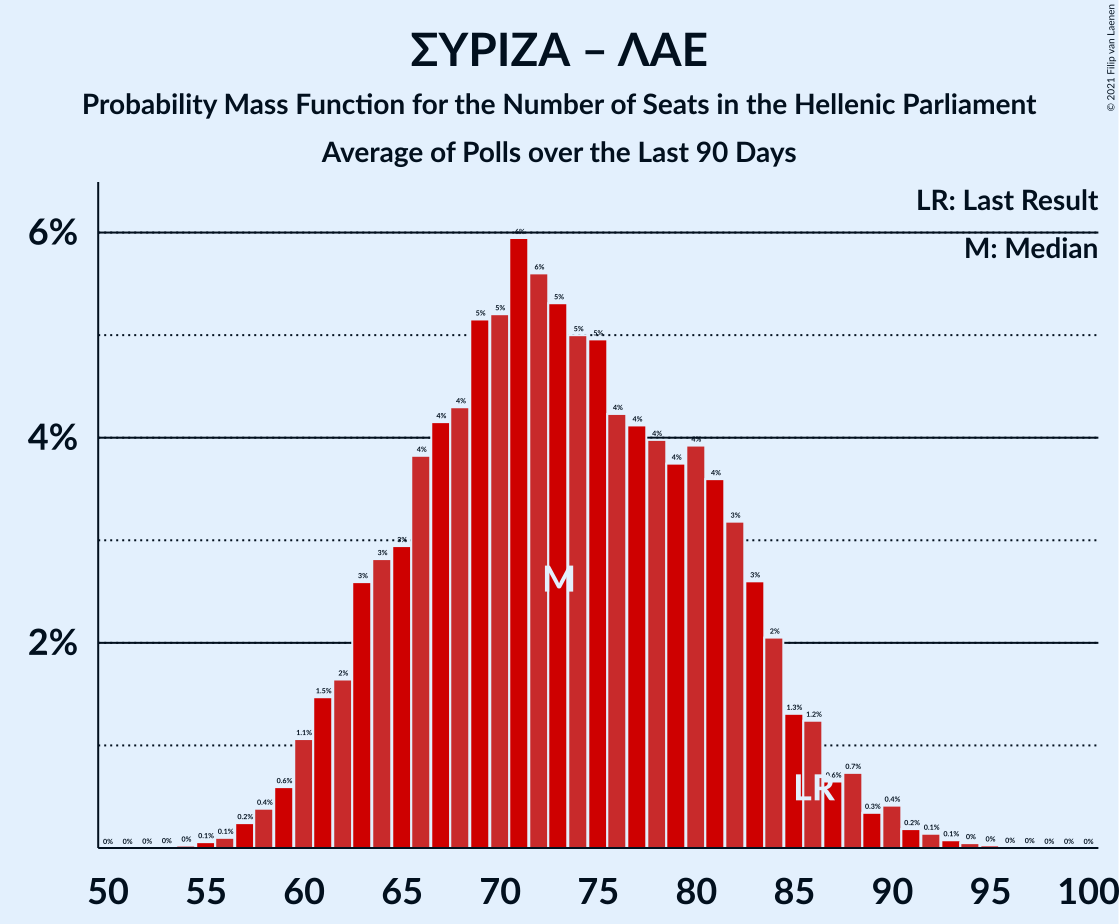 ΣΥΡΙΖΑ – ΛΑΕ
Probability Mass Function for the Number of Seats in the Hellenic Parliament
Average of Polls over the Last 90 Days
© 2021 Filip van Laenen
LR: Last Result
M: Median
6%
4%
2%
0% 0% 0% 0% 0% 0.1% 0.1% 0.2% 0.4% 0.6% 1.1% 1.5% 2% 3% 3% 3% 4% 4% 4% 5% 5% 6% 6% 5% 5% 5% 4% 4% 4% 4% 4% 4% 3% 3% 2% 1.3% 1.2% 0.6% 0.7% 0.3% 0.4% 0.2% 0.1% 0.1% 0% 0% 0% 0% 0% 0% 0%
M
LR
50 55 60 65 70 75 80 85 90 95 100